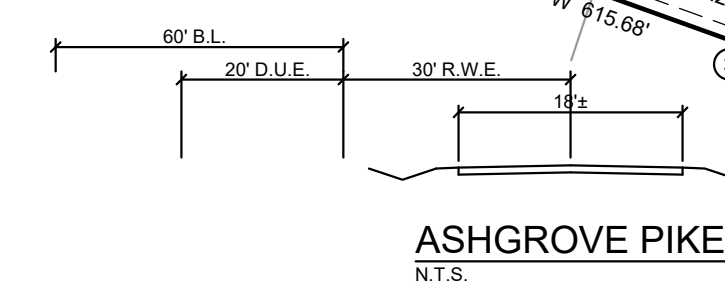 W 615.68'
60' B.L.
20' D.U.E.
30' R.W.E.
18'±
ASHGROVE PIKE
N.T.S.